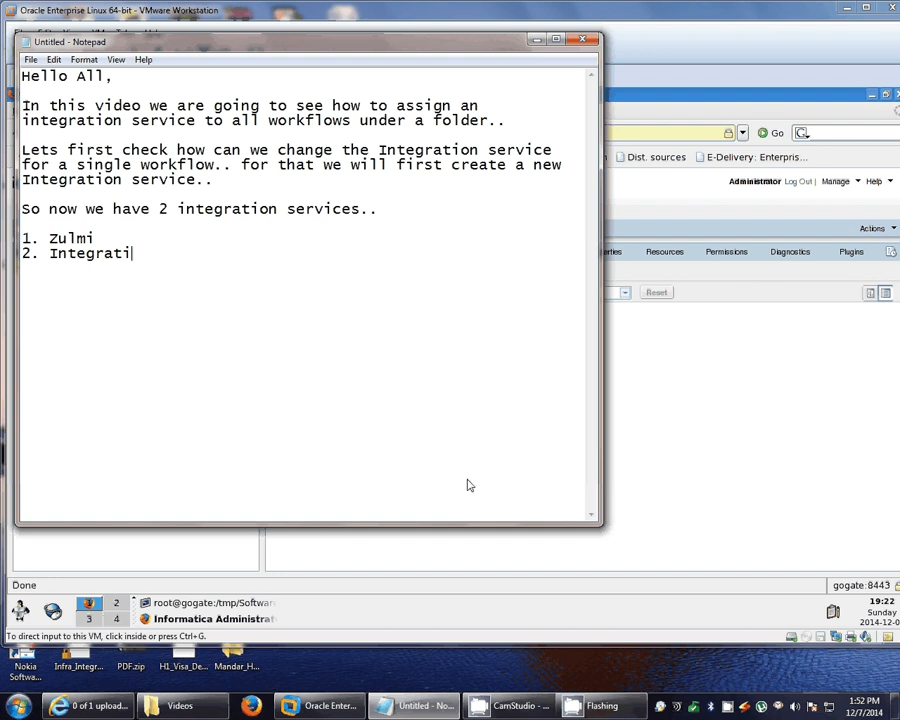 Oracle Enterprise Linux 64-bit - VMware Workstation
Untitled - Notepad
File Edit Format View Help
Hello All,
In this video we are going to see how to assign an
integration service to all workflows under a folder..
Lets first check how can we change the Integration service
for a single workflow.. for that we will first create a new
Integration service..
So now we have 2 integration services..
1. Zulmi
2. Integrati
Go
Dist. sources
E-Delivery: Enterpris...
Administrator Log Out | Manage Help
Actions
erties Resources Permissions Diagnostics Plugins
Reset
Done
gogate:8443
2
3 4
root@gogate:/tmp/Softwar
Informatica Administrat
19:22
Sunday
2014-12-0
To direct input to this VM, click inside or press Ctrl+G.
Nokia
Softwa...
Infra_Integr...
PDF.zip
H1_Visa_De...
Mandar_H...
0 of 1 upload...
Videos
Oracle Enter...
Untitled - No...
CamStudio - ...
Flashing
1:52 PM
12/7/2014